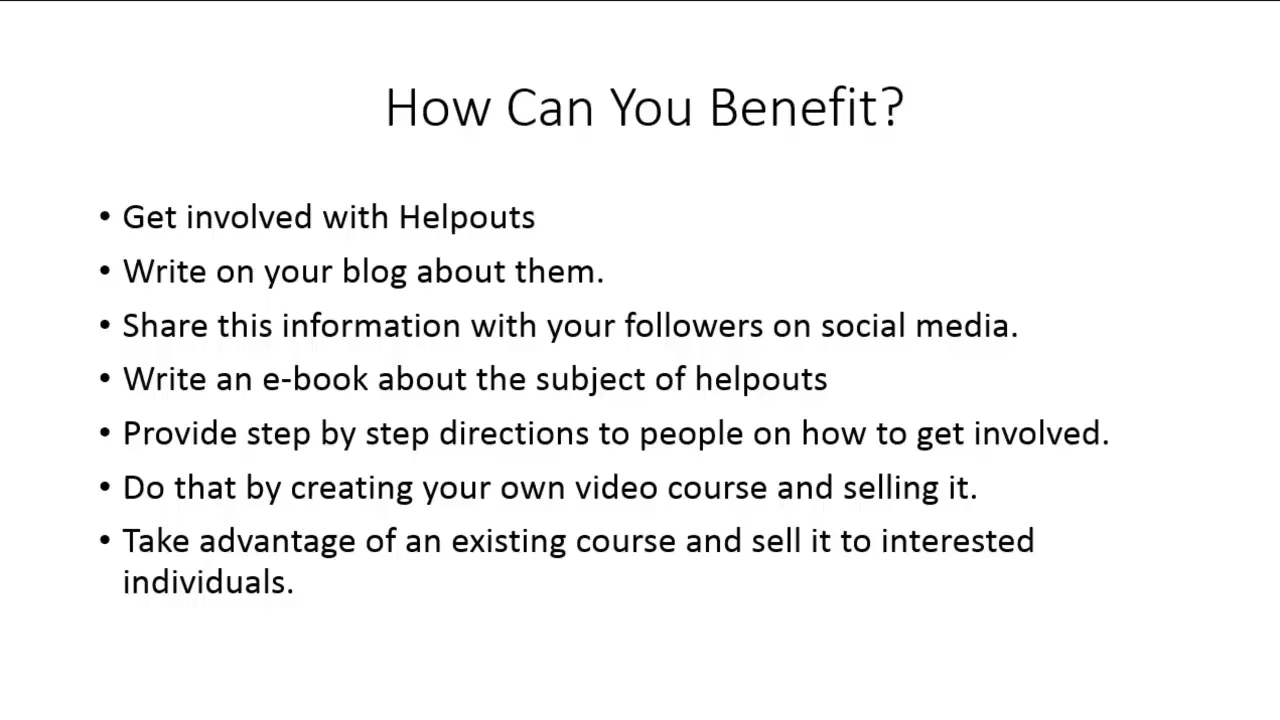 How Can You Benefit?
• Get involved with Helpouts
• Write on your blog about them.
• Share this information with your followers on social media.
• Write an e-book about the subject of helpouts
• Provide step by step directions to people on how to get involved.
• Do that by creating your own video course and selling it.
• Take advantage of an existing course and sell it to interested
individuals.